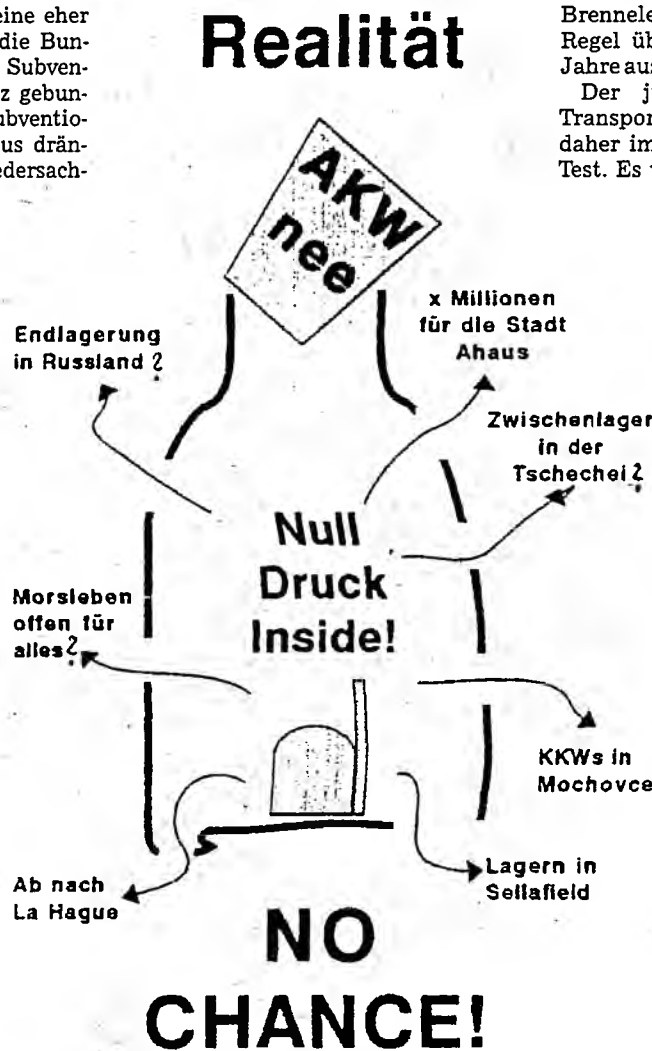 eine eher
die Bun-
Subven-
z gebun-
ubventio-
us drän-
edersach-
Realität
Brennele
Regel üb
Jahre aus
Der j
Transpor
daher im
Test. Es
AKW
nee
Endlagerung
in Russland ?
x Millionen
für die Stadt
Ahaus
Zwischenlager
in der
Tschechei ?
Null
Druck
Inside!
Morsleben
offen für
alles?
KKWs in
Mochovce
Ab nach
La Hague
Lagern in
Sellafield
NO
CHANCE!